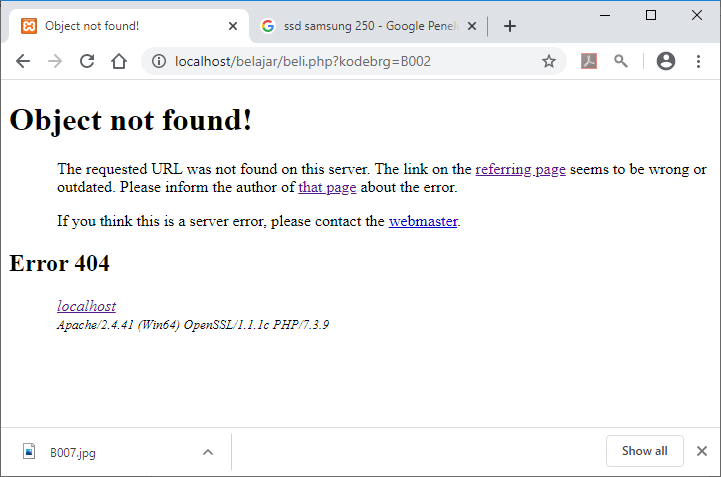 Object not found!
ssd samsung 250 - Google Penel
localhost/belajar/beli.php?kodebrg=B002
Object not found!
The requested URL was not found on this server. The link on the referring page seems to be wrong or
outdated. Please inform the author of that page about the error.
If you think this is a server error, please contact the webmaster.
Error 404
localhost
Apache/2.4.41 (Win64) OpenSSL/1.1.1c PHP/7.3.9
B007.jpg
Show all